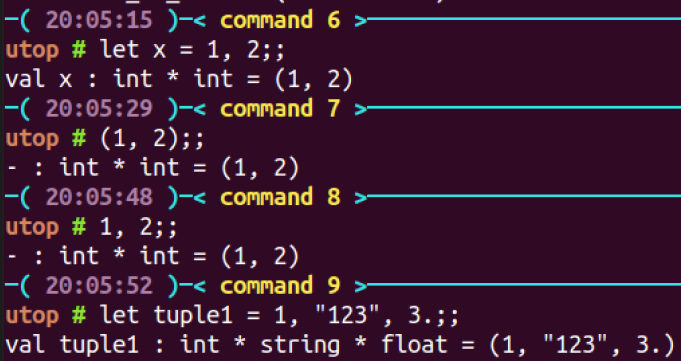 ─( 20:05:15 )─< command 6 >─
utop # let x = 1, 2;;
val x : int * int = (1, 2)
─( 20:05:29 )─< command 7 >─
utop # (1, 2);;
- : int * int = (1, 2)
─( 20:05:48 )─< command 8 >─
utop # 1, 2;;
- : int * int = (1, 2)
─( 20:05:52 )─< command 9 >─
utop # let tuple1 = 1, "123", 3.;;
val tuple1 : int * string * float = (1, "123", 3.)